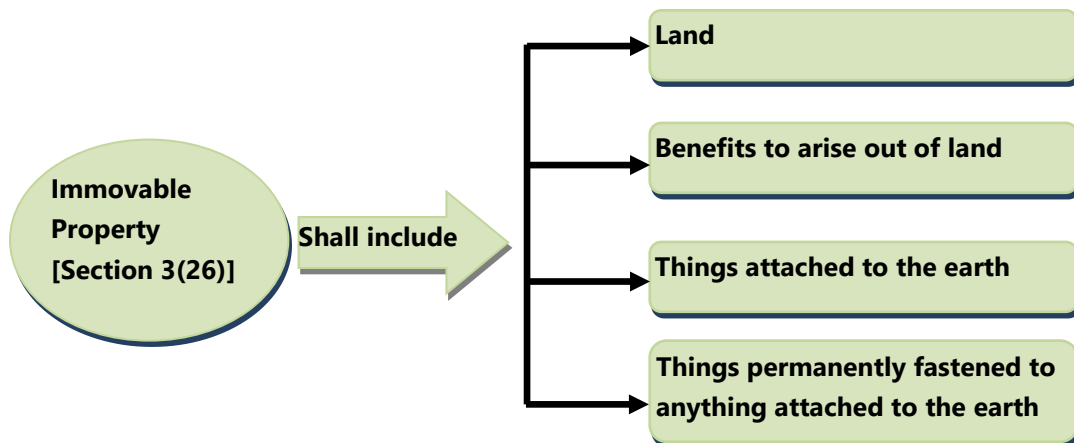 Immovable
Property
[Section 3(26)]
Shall include
Land
Benefits to arise out of land
Things attached to the earth
Things permanently fastened to
anything attached to the earth